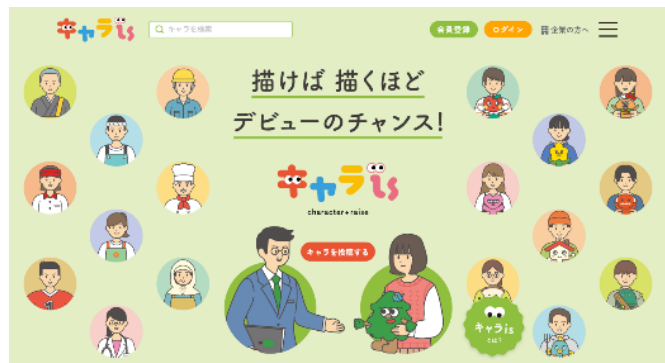 キャラis
キャラを検索
会員登録
ログイン
企業の方へ
描けば 描くほど
デビューのチャンス!
キャラis
character+raise
キャラを投稿する
キャラis
とは?